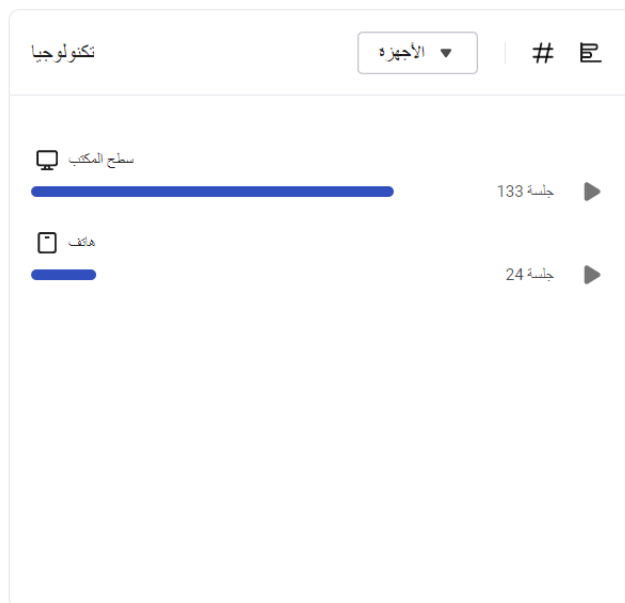 تكنولوجيا
الأجهزة
سطح المكتب
133 جلسة
هاتف
24 جلسة